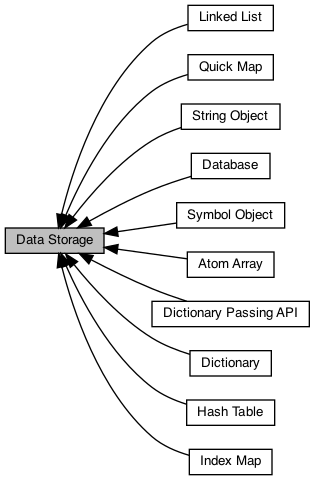 Linked List
Quick Map
String Object
Database
Symbol Object
Data Storage
Atom Array
Dictionary Passing API
Dictionary
Hash Table
Index Map